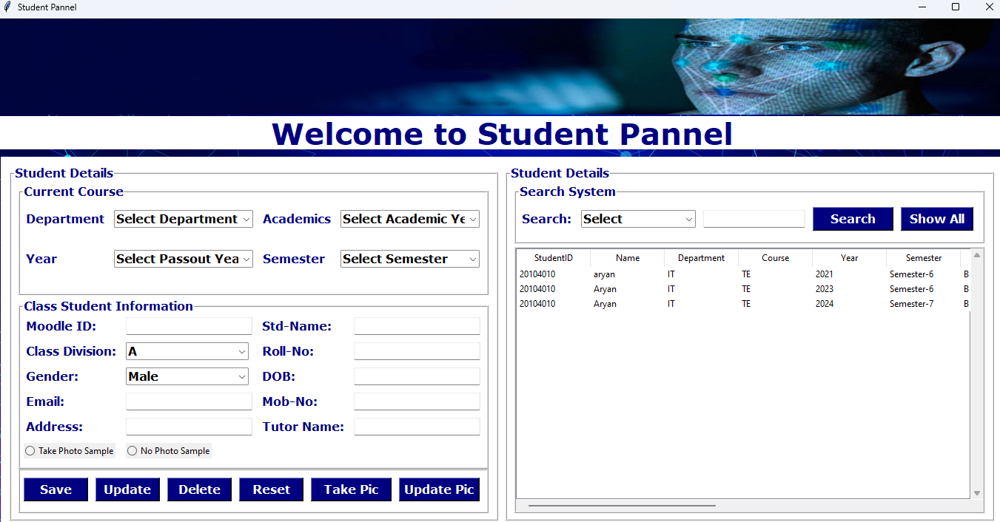 Student Pannel
Welcome to Student Pannel
Student Details
Current Course
Department Select Department Academics Select Academic Ye
Year Select Passout Yea Semester Select Semester
Class Student Information
Moodle ID: Std-Name:
Class Division: A Roll-No:
Gender: Male DOB:
Email: Mob-No:
Address: Tutor Name:
Take Photo Sample No Photo Sample
Save Update Delete Reset Take Pic Update Pic
Student Details
Search System
Search: Select Search Show All
StudentID Name Department Course Year Semester
20104010 aryan IT TE 2021 Semester-6 B
20104010 Aryan IT TE 2023 Semester-6 B
20104010 Aryan IT TE 2024 Semester-7 B